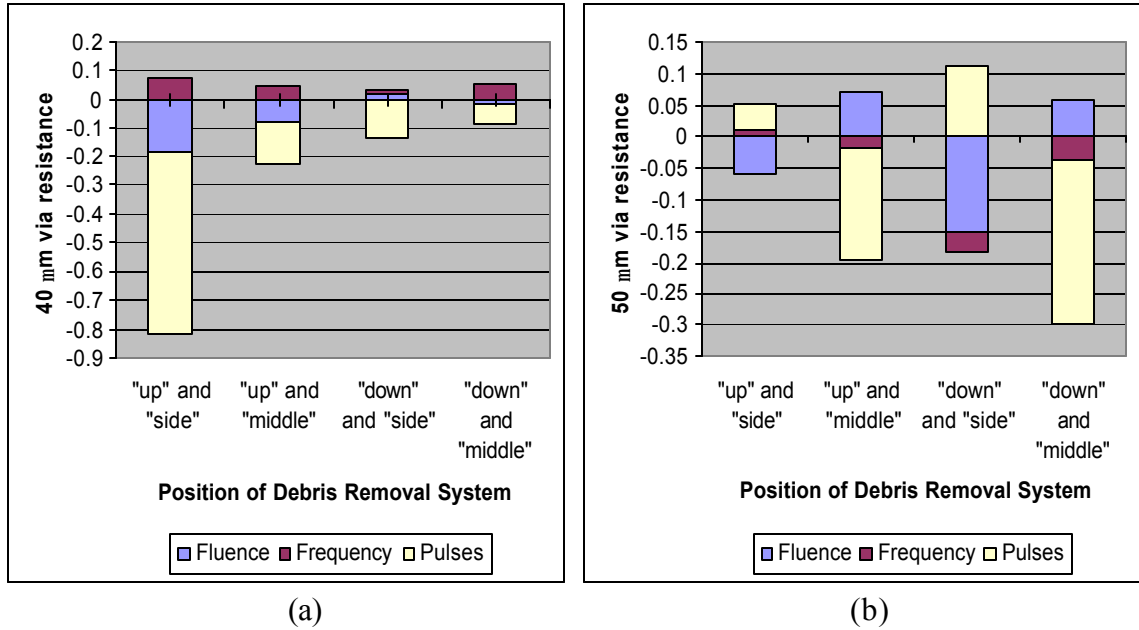 0.2
0.1
0
-0.1
-0.2
-0.3
-0.4
-0.5
-0.6
-0.7
-0.8
-0.9
40 mm via resistance
"up" and "up" and "down" "down"
"side" "middle" and "side" and
"middle"
Position of Debris Removal System
Fluence Frequency Pulses
(a)
0.15
0.1
0.05
0
-0.05
-0.1
-0.15
-0.2
-0.25
-0.3
-0.35
50 mm via resistance
"up" and "up" and "down" "down"
"side" "middle" and "side" and
"middle"
Position of Debris Removal System
Fluence Frequency Pulses
(b)